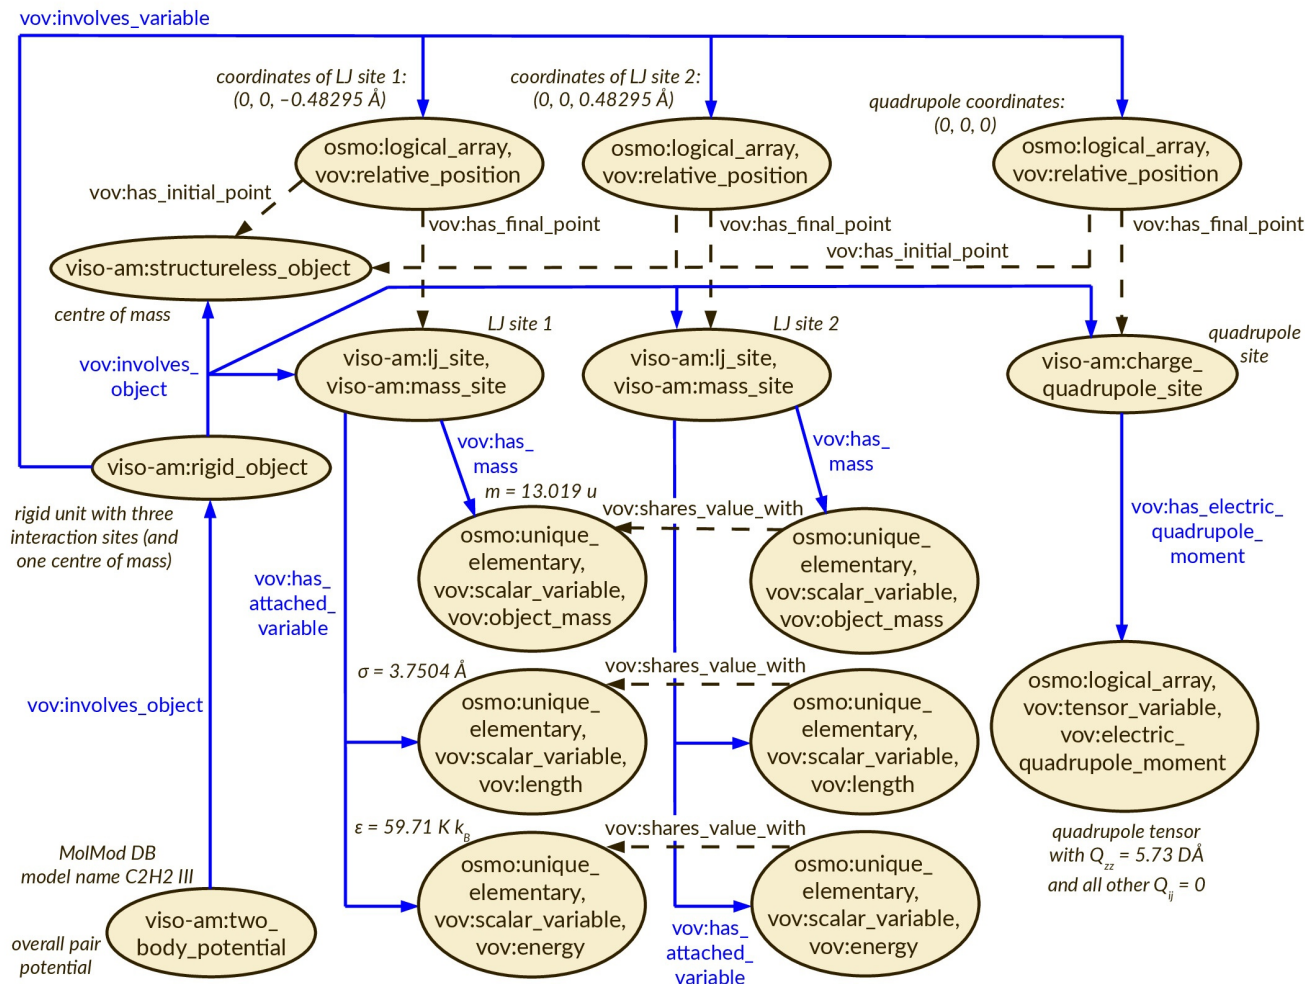 vov:involves_variable
coordinates of LJ site 1:
(0, 0, −0.48295 Å)
coordinates of LJ site 2:
(0, 0, 0.48295 Å)
quadrupole coordinates:
(0, 0, 0)
osmo:logical_array,
vov:relative_position
osmo:logical_array,
vov:relative_position
osmo:logical_array,
vov:relative_position
vov:has_initial_point
vov:has_final_point
vov:has_final_point
vov:has_final_point
vov:has_initial_point
viso-am:structureless_object
centre of mass
LJ site 1
LJ site 2
quadrupole
site
vov:involves_
object
viso-am:lj_site,
viso-am:mass_site
viso-am:lj_site,
viso-am:mass_site
viso-am:charge_
quadrupole_site
vov:has_
mass
vov:has_
mass
viso-am:rigid_object
rigid unit with three
interaction sites (and
one centre of mass)
m = 13.019 u
vov:shares_value_with
vov:has_electric_
quadrupole_
moment
osmo:unique_
elementary,
vov:scalar_variable,
vov:object_mass
osmo:unique_
elementary,
vov:scalar_variable,
vov:object_mass
vov:has_
attached_
variable
σ = 3.7504 Å
vov:shares_value_with
vov:involves_object
osmo:unique_
elementary,
vov:scalar_variable,
vov:length
osmo:unique_
elementary,
vov:scalar_variable,
vov:length
osmo:logical_array,
vov:tensor_variable,
vov:electric_
quadrupole_moment
ε = 59.71 K kB
vov:shares_value_with
quadrupole tensor
with Qzz = 5.73 DÅ
and all other Qij = 0
MolMod DB
model name C2H2 III
osmo:unique_
elementary,
vov:scalar_variable,
vov:energy
osmo:unique_
elementary,
vov:scalar_variable,
vov:energy
viso-am:two_
body_potential
overall pair
potential
vov:has_
attached_
variable